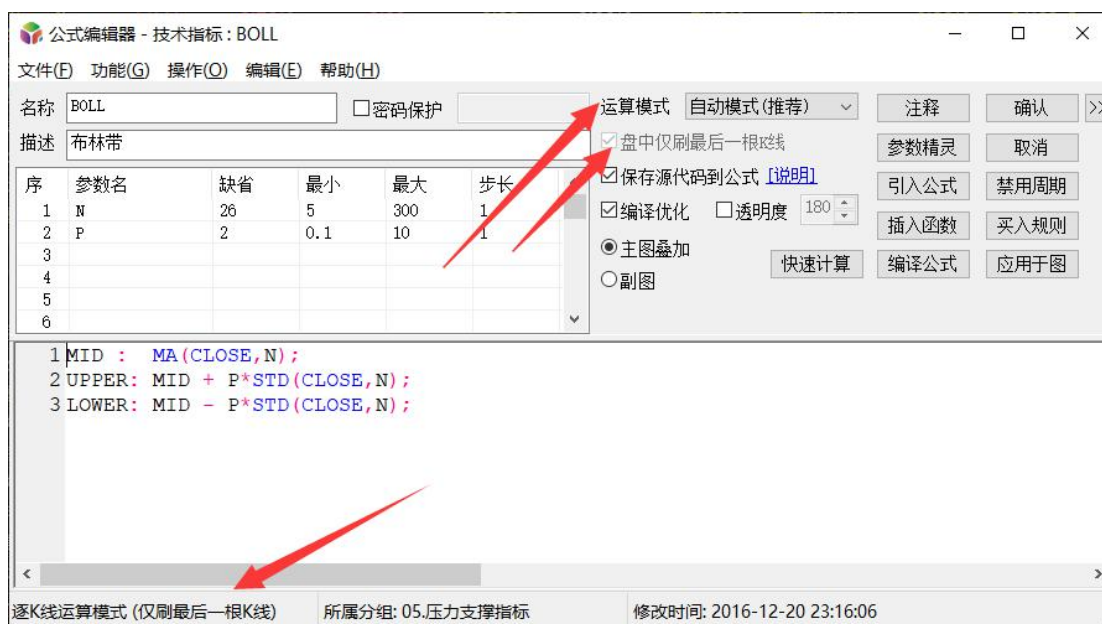 公式编辑器 - 技术指标 : BOLL
文件(F) 功能(G) 操作(O) 编辑(E) 帮助(H)
名称 BOLL 密码保护 运算模式 自动模式(推荐) 注释 确认 >>
描述 布林带 盘中仅刷最后一根K线 参数精灵 取消
序 参数名 缺省 最小 最大 步长 保存源代码到公式 [说明] 引入公式 禁用周期
1 N 26 5 300 1 编译优化 透明度 180 插入函数 买入规则
2 P 2 0.1 10 1
3 主图叠加
4 快速计算 编译公式 应用于图
5 副图
6
1 MID : MA(CLOSE,N);
2 UPPER: MID + P*STD(CLOSE,N);
3 LOWER: MID - P*STD(CLOSE,N);
逐K线运算模式 (仅刷最后一根K线) 所属分组: 05.压力支撑指标 修改时间: 2016-12-20 23:16:06